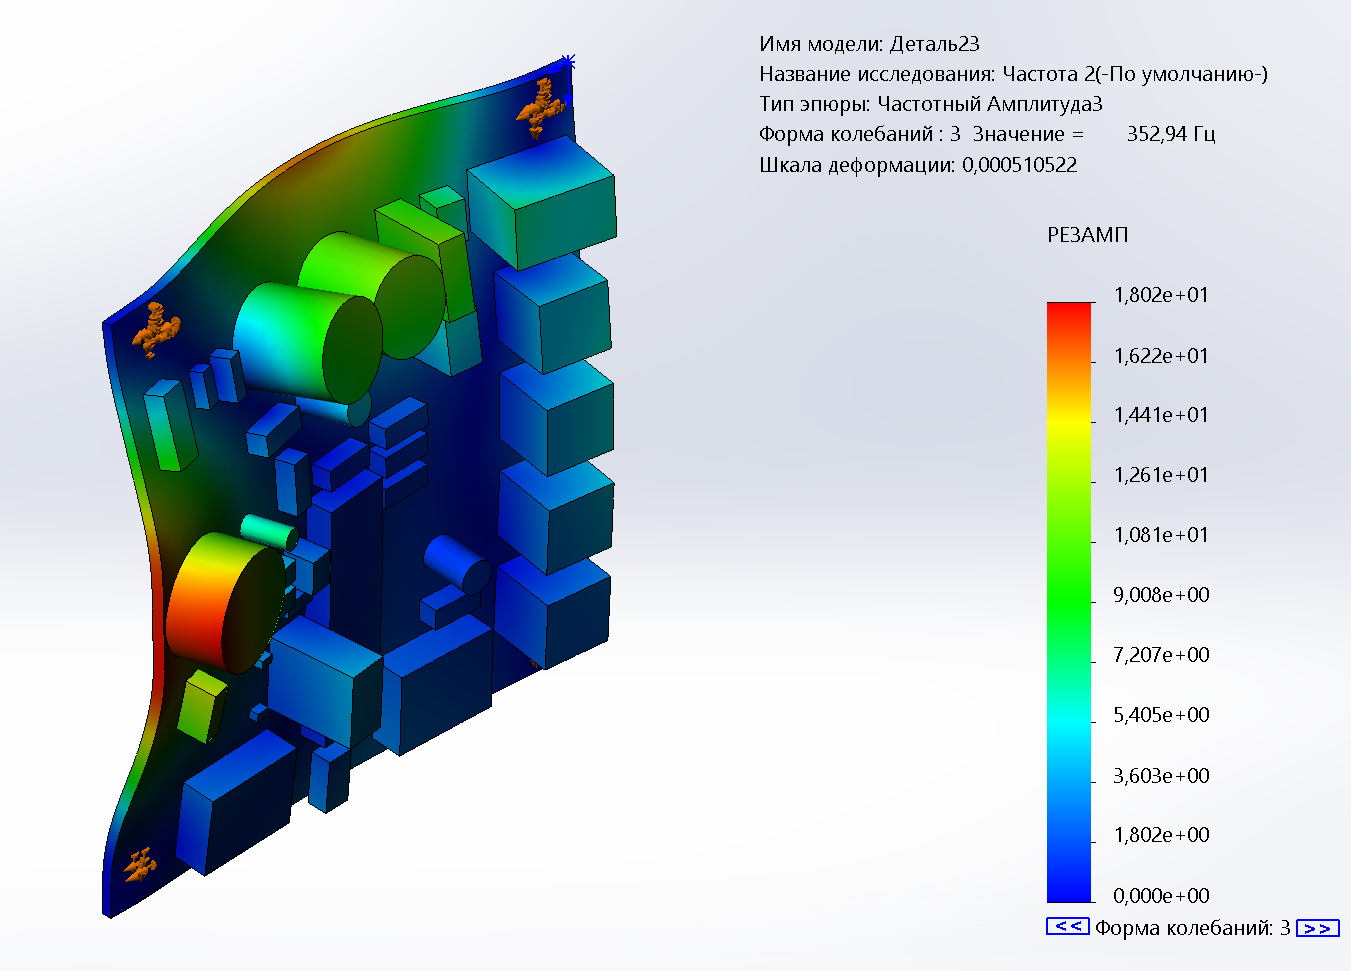 Имя модели: Деталь23
Название исследования: Частота 2(-По умолчанию-)
Тип эпюры: Частотный Амплитуда3
Форма колебаний : 3  Значение =       352,94 Гц
Шкала деформации: 0,000510522
РЕЗАМП
1,802e+01
1,622e+01
1,441e+01
1,261e+01
1,081e+01
9,008e+00
7,207e+00
5,405e+00
3,603e+00
1,802e+00
0,000e+00
<< Форма колебаний: 3 >>